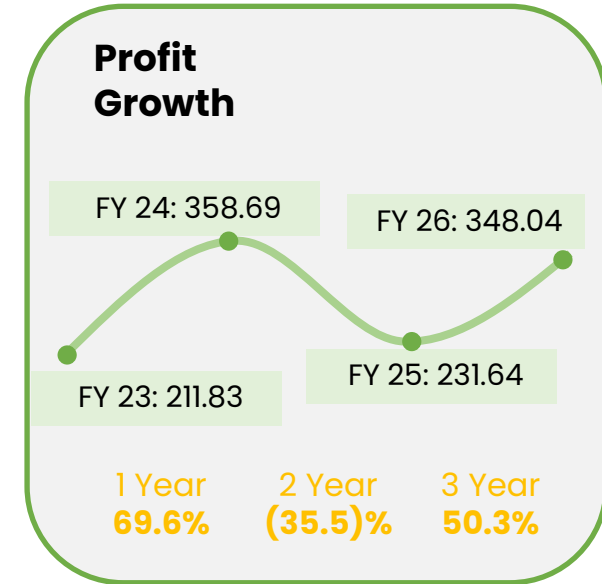 Profit
Growth
FY 24: 358.69
FY 26: 348.04
FY 23: 211.83
FY 25: 231.64
1 Year 2 Year 3 Year
69.6% (35.5)% 50.3%